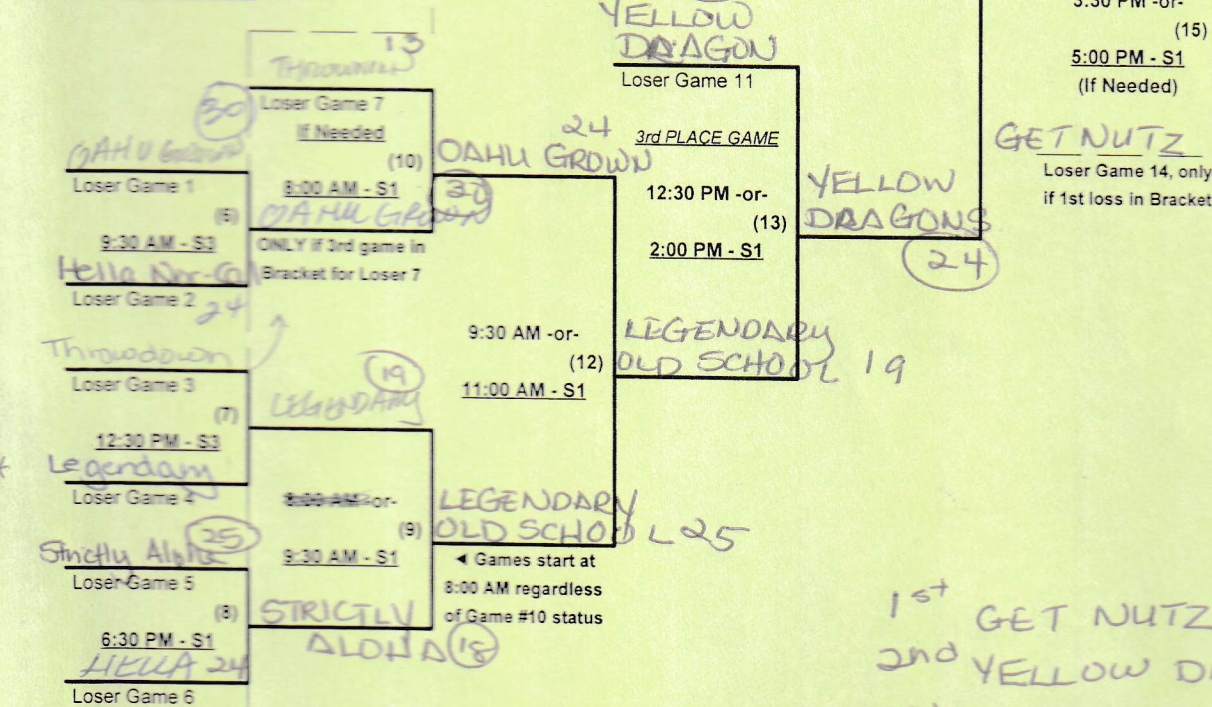 YELLOW
DRAGON
Loser Game 11
3rd PLACE GAME
12:30 PM -or-
(13)
2:00 PM - S1
3:30 PM -or-
(15)
5:00 PM - S1
(If Needed)
GET NUTZ
Loser Game 14, only
if 1st loss in Bracket
13
Loser Game 7
If Needed
(10)
8:00 AM - S1
OAHU GROWN
ONLY if 3rd game in
Bracket for Loser 7
30
OAHU GROWN
Loser Game 1
(6)
9:30 AM - S3
Hella Nor-Cal
Loser Game 2 24
OAHU GROWN 24
30
YELLOW
DRAGONS
24
Throwdown
Loser Game 3
(7)
12:30 PM - S3
Legendary
Loser Game 4
19
LEGENDARY
8:00 AM -or-
(9)
9:30 AM - S1
9:30 AM -or-
(12)
11:00 AM - S1
LEGENDARY
OLD SCHOOL 19
LEGENDARY
OLD SCHOOL 25
◄ Games start at
8:00 AM regardless
of Game #10 status
25
Strictly Aloha
Loser Game 5
(8)
6:30 PM - S1
HELLA 24
Loser Game 6
STRICTLY
ALOHA 18
1st GET NUTZ
2nd YELLOW